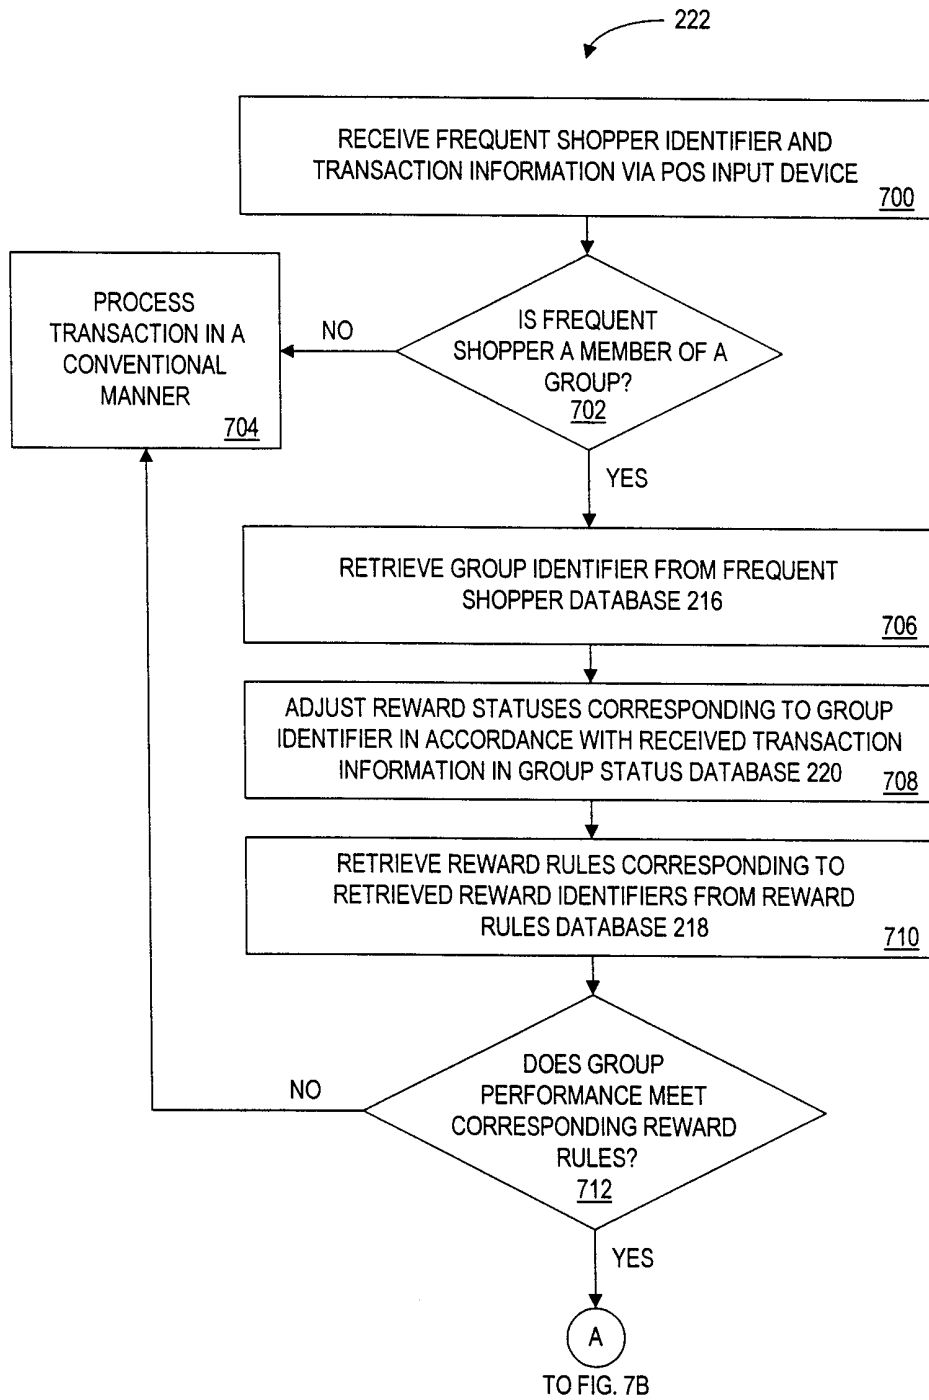 222
RECEIVE FREQUENT SHOPPER IDENTIFIER AND
TRANSACTION INFORMATION VIA POS INPUT DEVICE
700
PROCESS
TRANSACTION IN A
CONVENTIONAL
MANNER
704
NO
IS FREQUENT
SHOPPER A MEMBER OF A
GROUP?
702
YES
RETRIEVE GROUP IDENTIFIER FROM FREQUENT
SHOPPER DATABASE 216
706
ADJUST REWARD STATUSES CORRESPONDING TO GROUP
IDENTIFIER IN ACCORDANCE WITH RECEIVED TRANSACTION
INFORMATION IN GROUP STATUS DATABASE 220
708
RETRIEVE REWARD RULES CORRESPONDING TO
RETRIEVED REWARD IDENTIFIERS FROM REWARD
RULES DATABASE 218
710
NO
DOES GROUP
PERFORMANCE MEET
CORRESPONDING REWARD
RULES?
712
YES
A
TO FIG. 7B